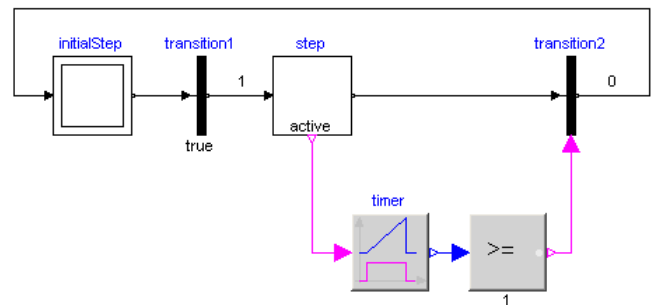 initialStep
transition1
step
transition2
1
0
active
true
timer
>=
1